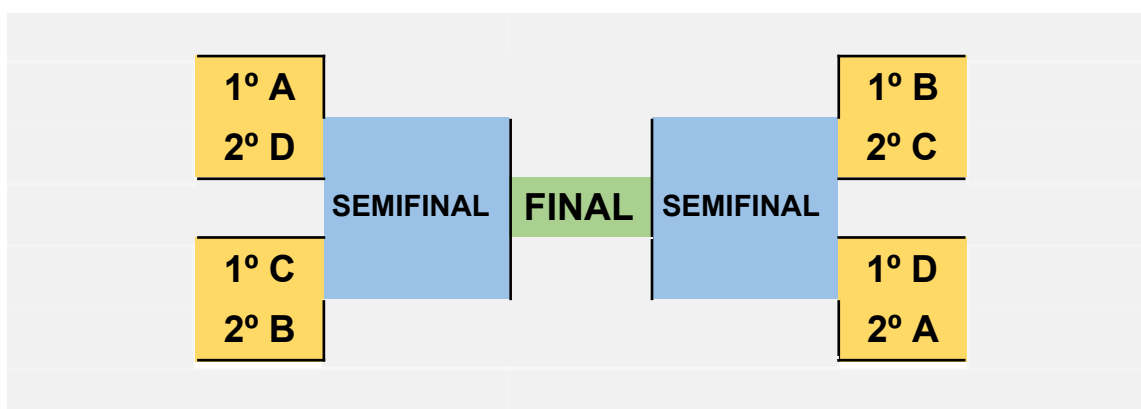 1º A
2º D
1º B
2º C
SEMIFINAL
FINAL
SEMIFINAL
1º C
2º B
1º D
2º A